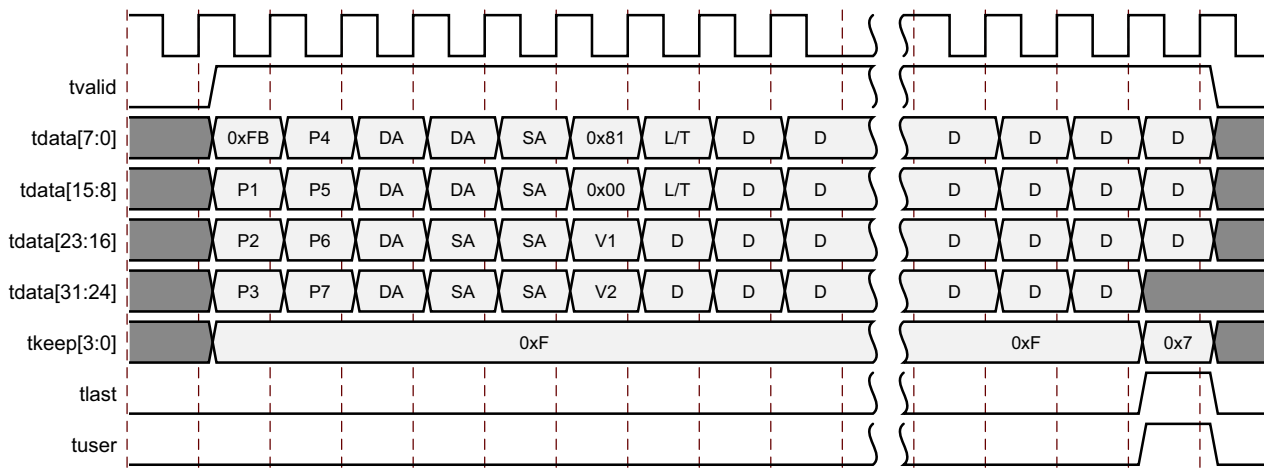 tvalid
tdata[7:0] 0xFB P4 DA DA SA 0x81 L/T D D D D D D
tdata[15:8] P1 P5 DA DA SA 0x00 L/T D D D D D D
tdata[23:16] P2 P6 DA SA SA V1 D D D D D D D
tdata[31:24] P3 P7 DA SA SA V2 D D D D D D
tkeep[3:0] 0xF 0xF 0x7
tlast
tuser